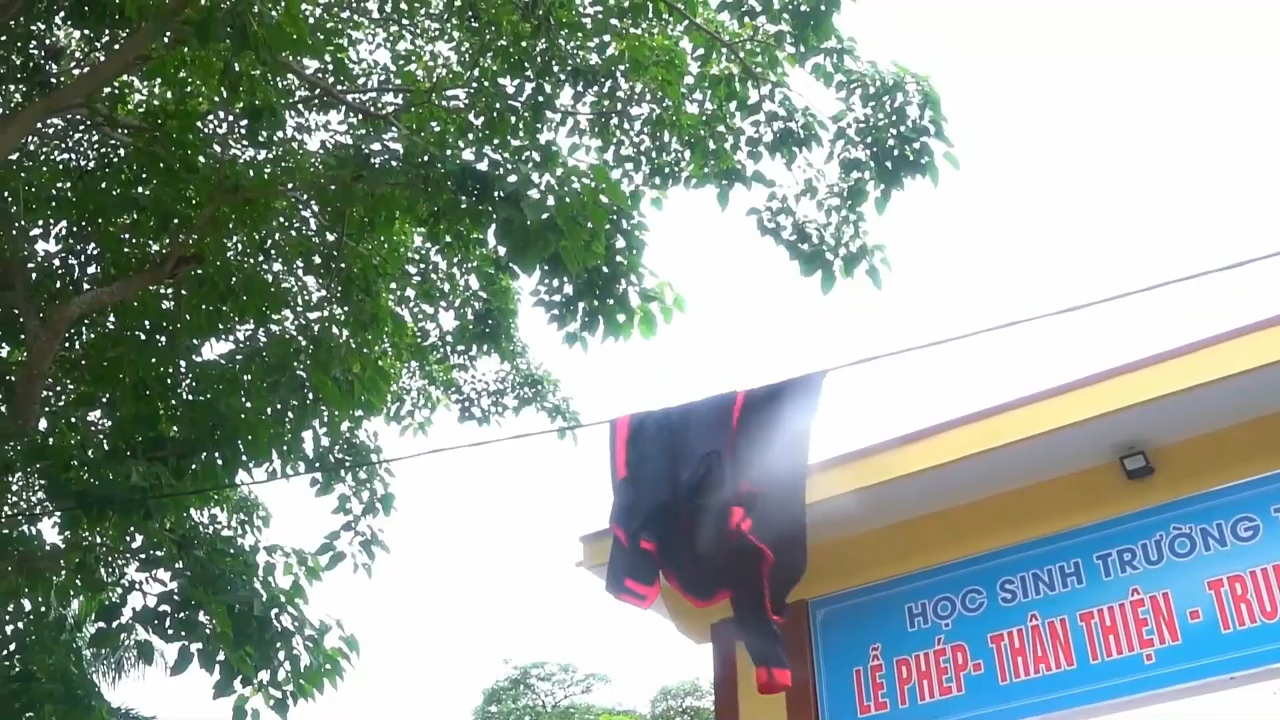 HỌC SINH TRƯỜNG
LỄ PHÉP- THÂN THIỆN -